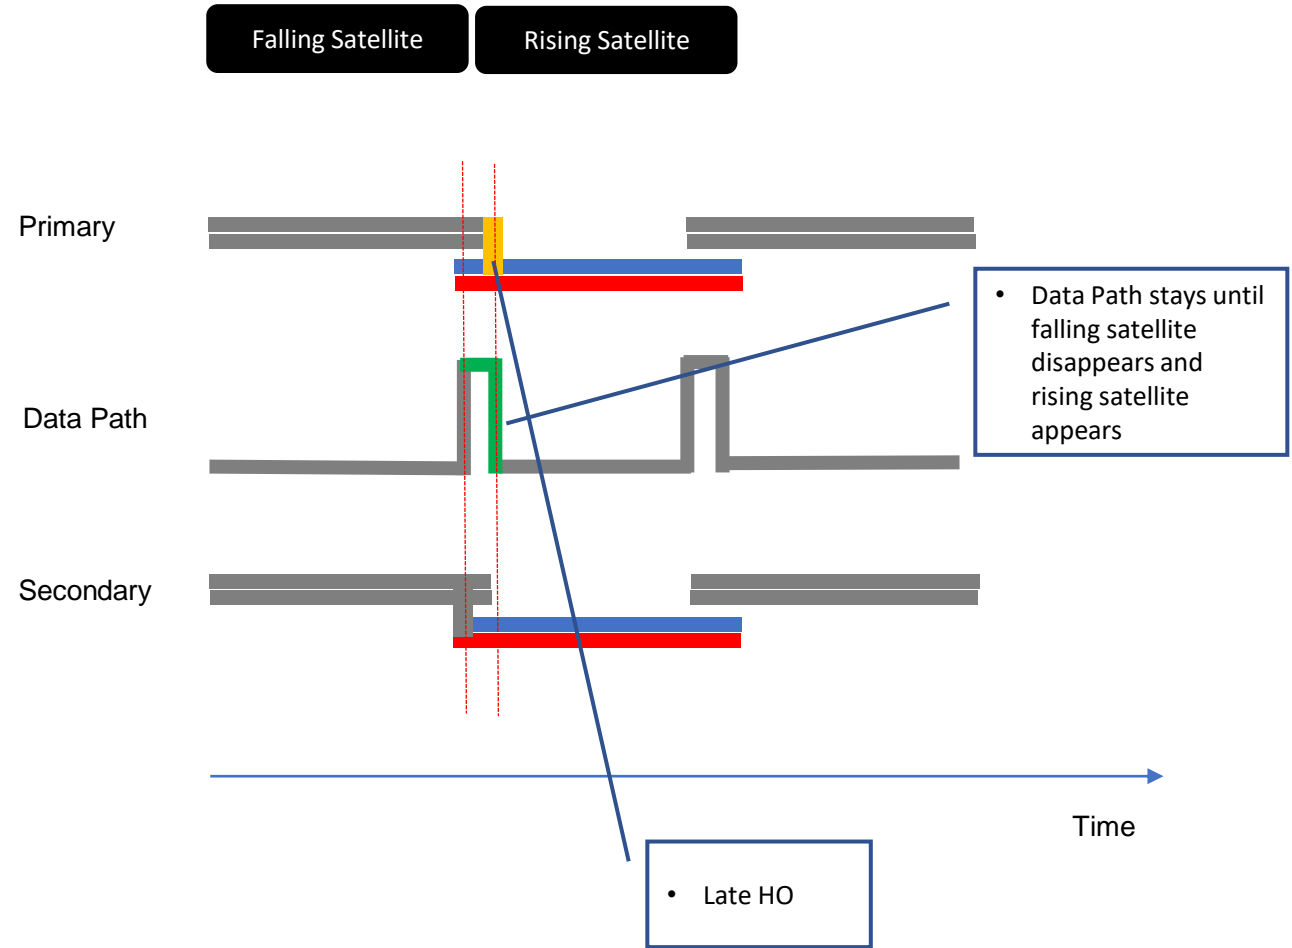 Falling Satellite
Rising Satellite
Primary
• Data Path stays until
falling satellite
disappears and
rising satellite
appears
Data Path
Secondary
Time
• Late HO